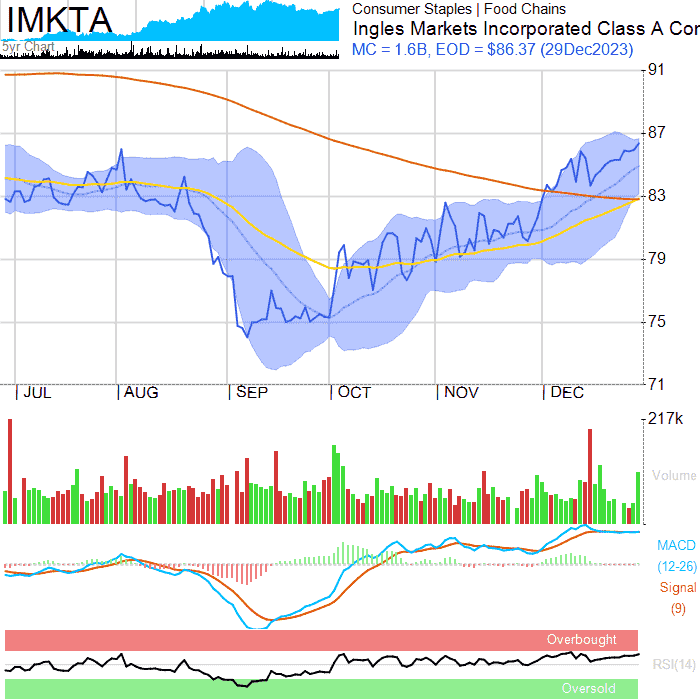 IMKTA
5yr Chart
Consumer Staples | Food Chains
Ingles Markets Incorporated Class A Cor
MC = 1.6B, EOD = $86.37 (29Dec2023)
91
87
83
79
75
71
JUL AUG SEP OCT NOV DEC
217k
Volume
MACD
(12-26)
Signal
(9)
Overbought
RSI(14)
Oversold